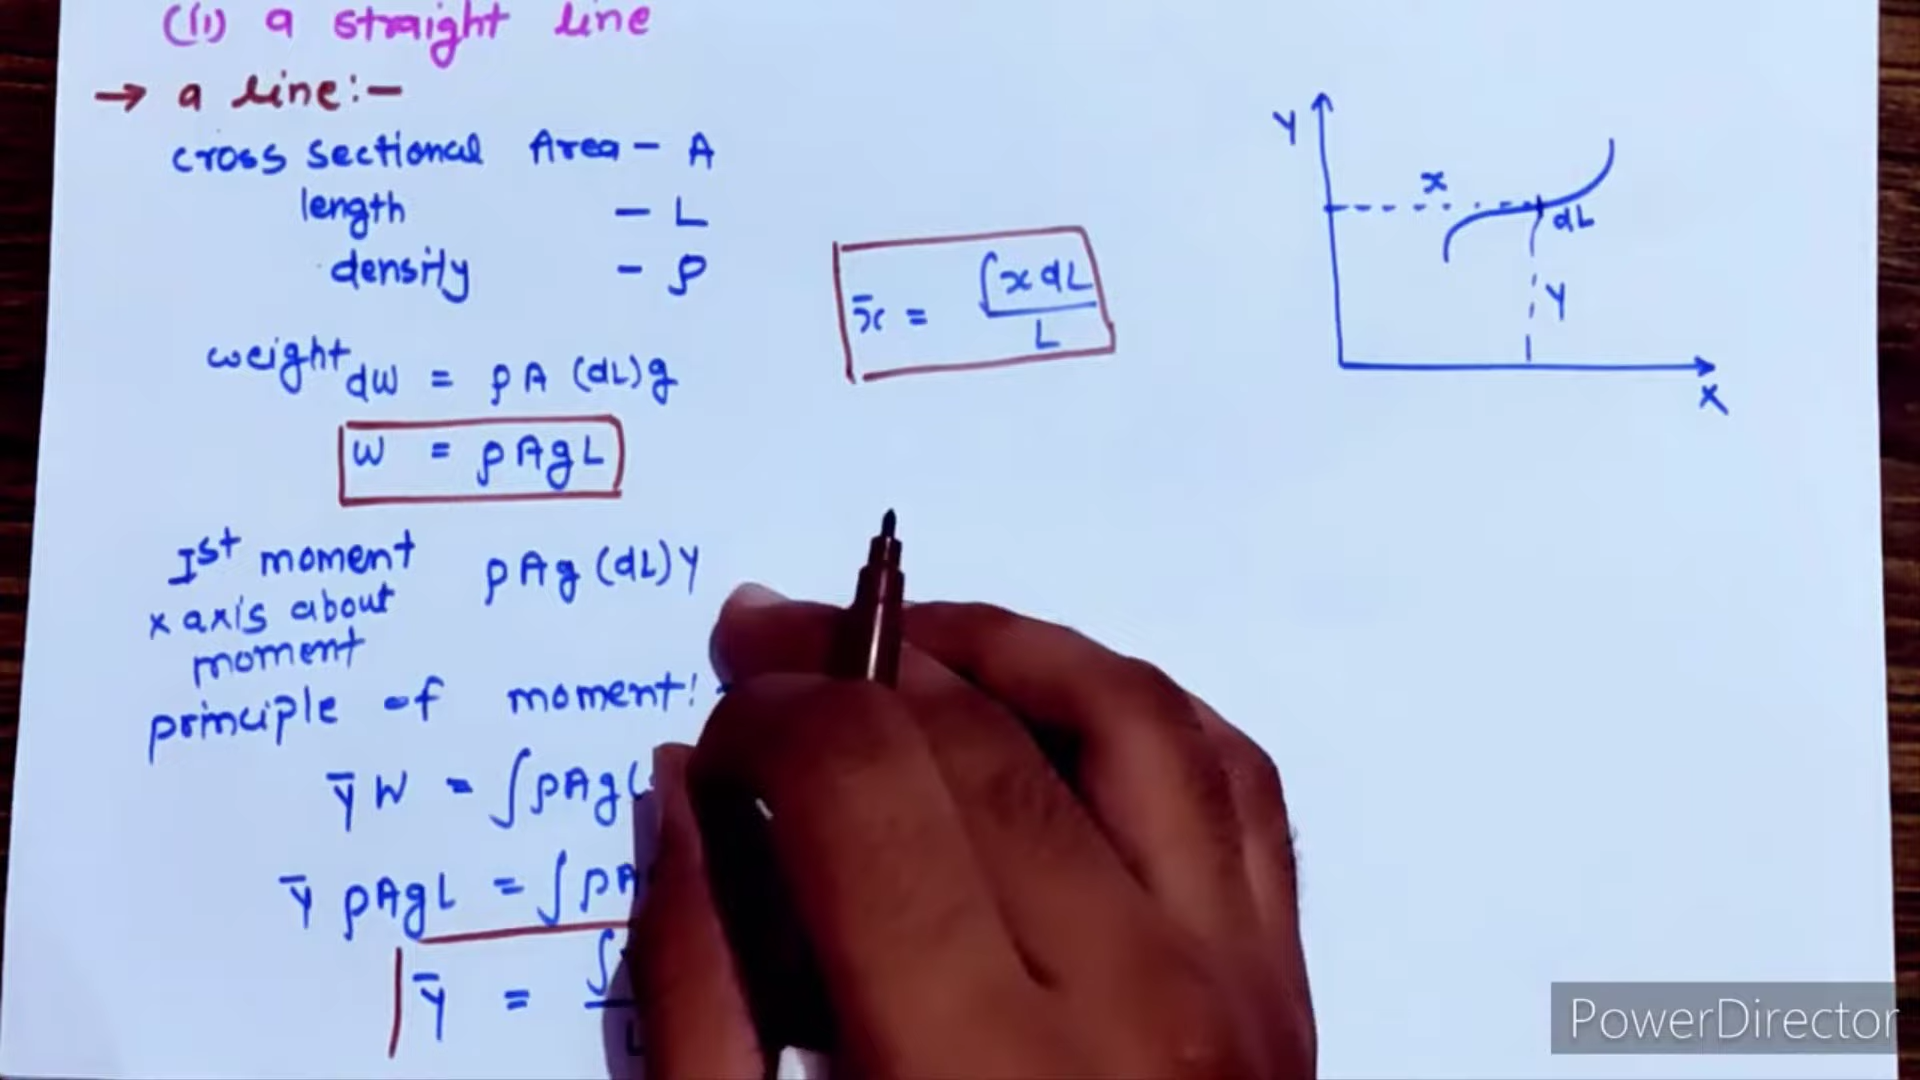 (ii) a straight line
→ a line:-
cross sectional Area - A
length - L
density - ρ
weight dW = ρA (dL)g
W = ρAgL
Ist moment ρAg (dL) y
x axis about
moment
principle of moment:
ȳ W = ∫ρAg(
ȳ ρAgL = ∫ρA
ȳ = ∫
x̄ = ∫x dL / L
Y
x
dL
y
X
PowerDirector